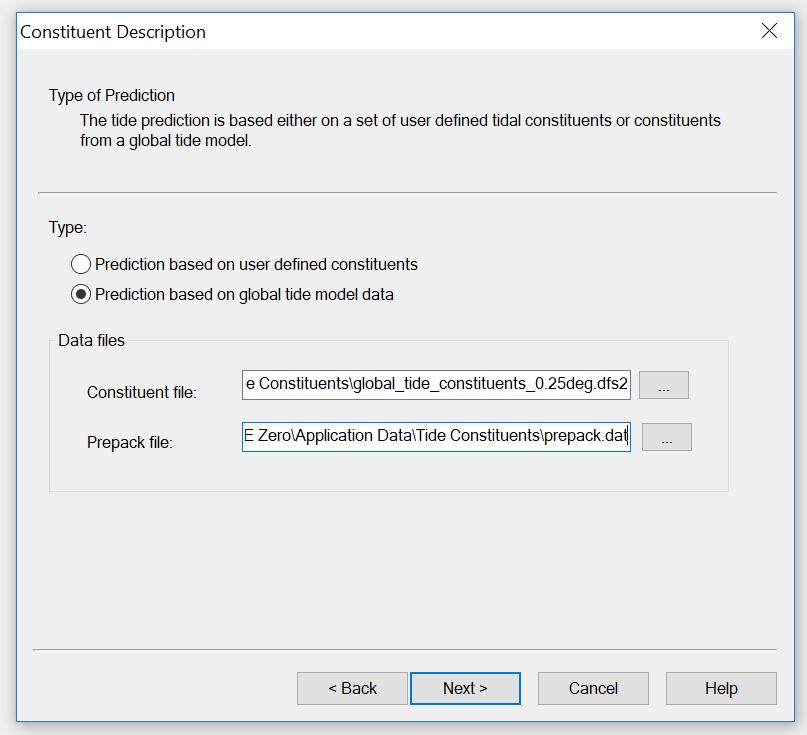 Constituent Description
Type of Prediction
The tide prediction is based either on a set of user defined tidal constituents or constituents
from a global tide model.
Type:
Prediction based on user defined constituents
Prediction based on global tide model data
Data files
Constituent file:
e Constituents\global_tide_constituents_0.25deg.dfs2
...
Prepack file:
E Zero\Application Data\Tide Constituents\prepack.dat
...
< Back
Next >
Cancel
Help